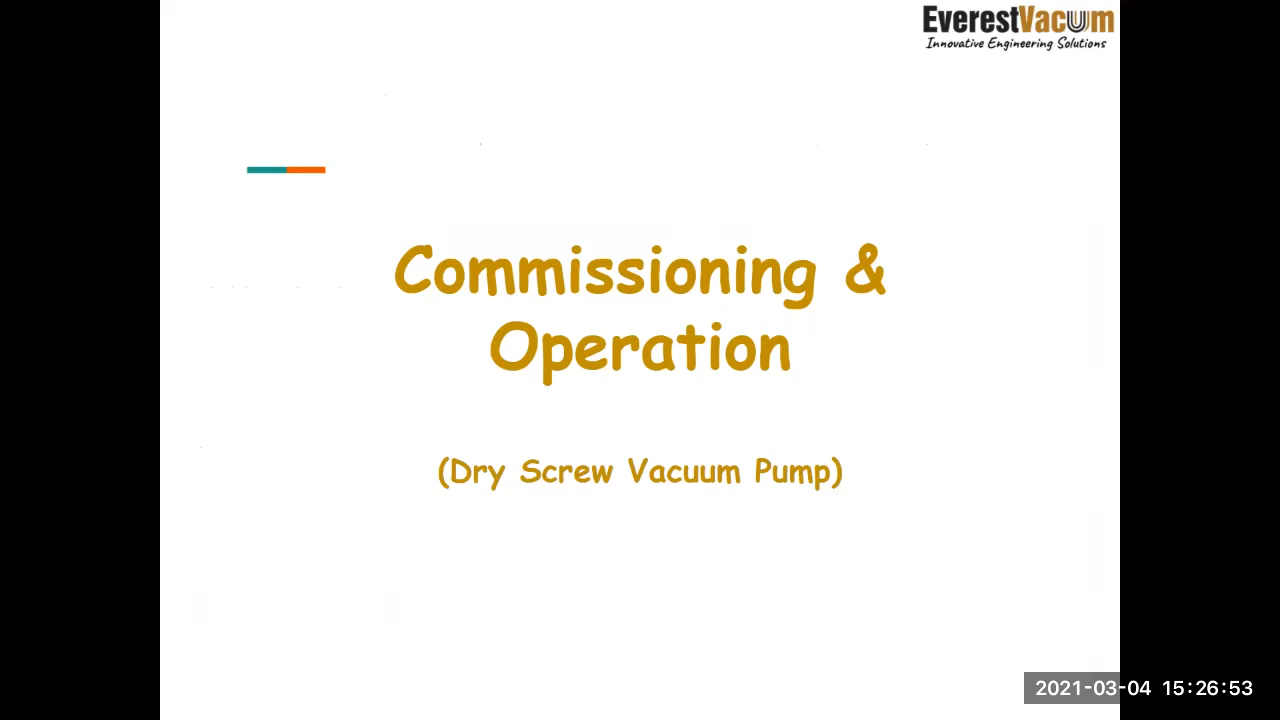 EverestVacuum
Innovative Engineering Solutions
Commissioning &
Operation
(Dry Screw Vacuum Pump)
2021-03-04 15:26:53